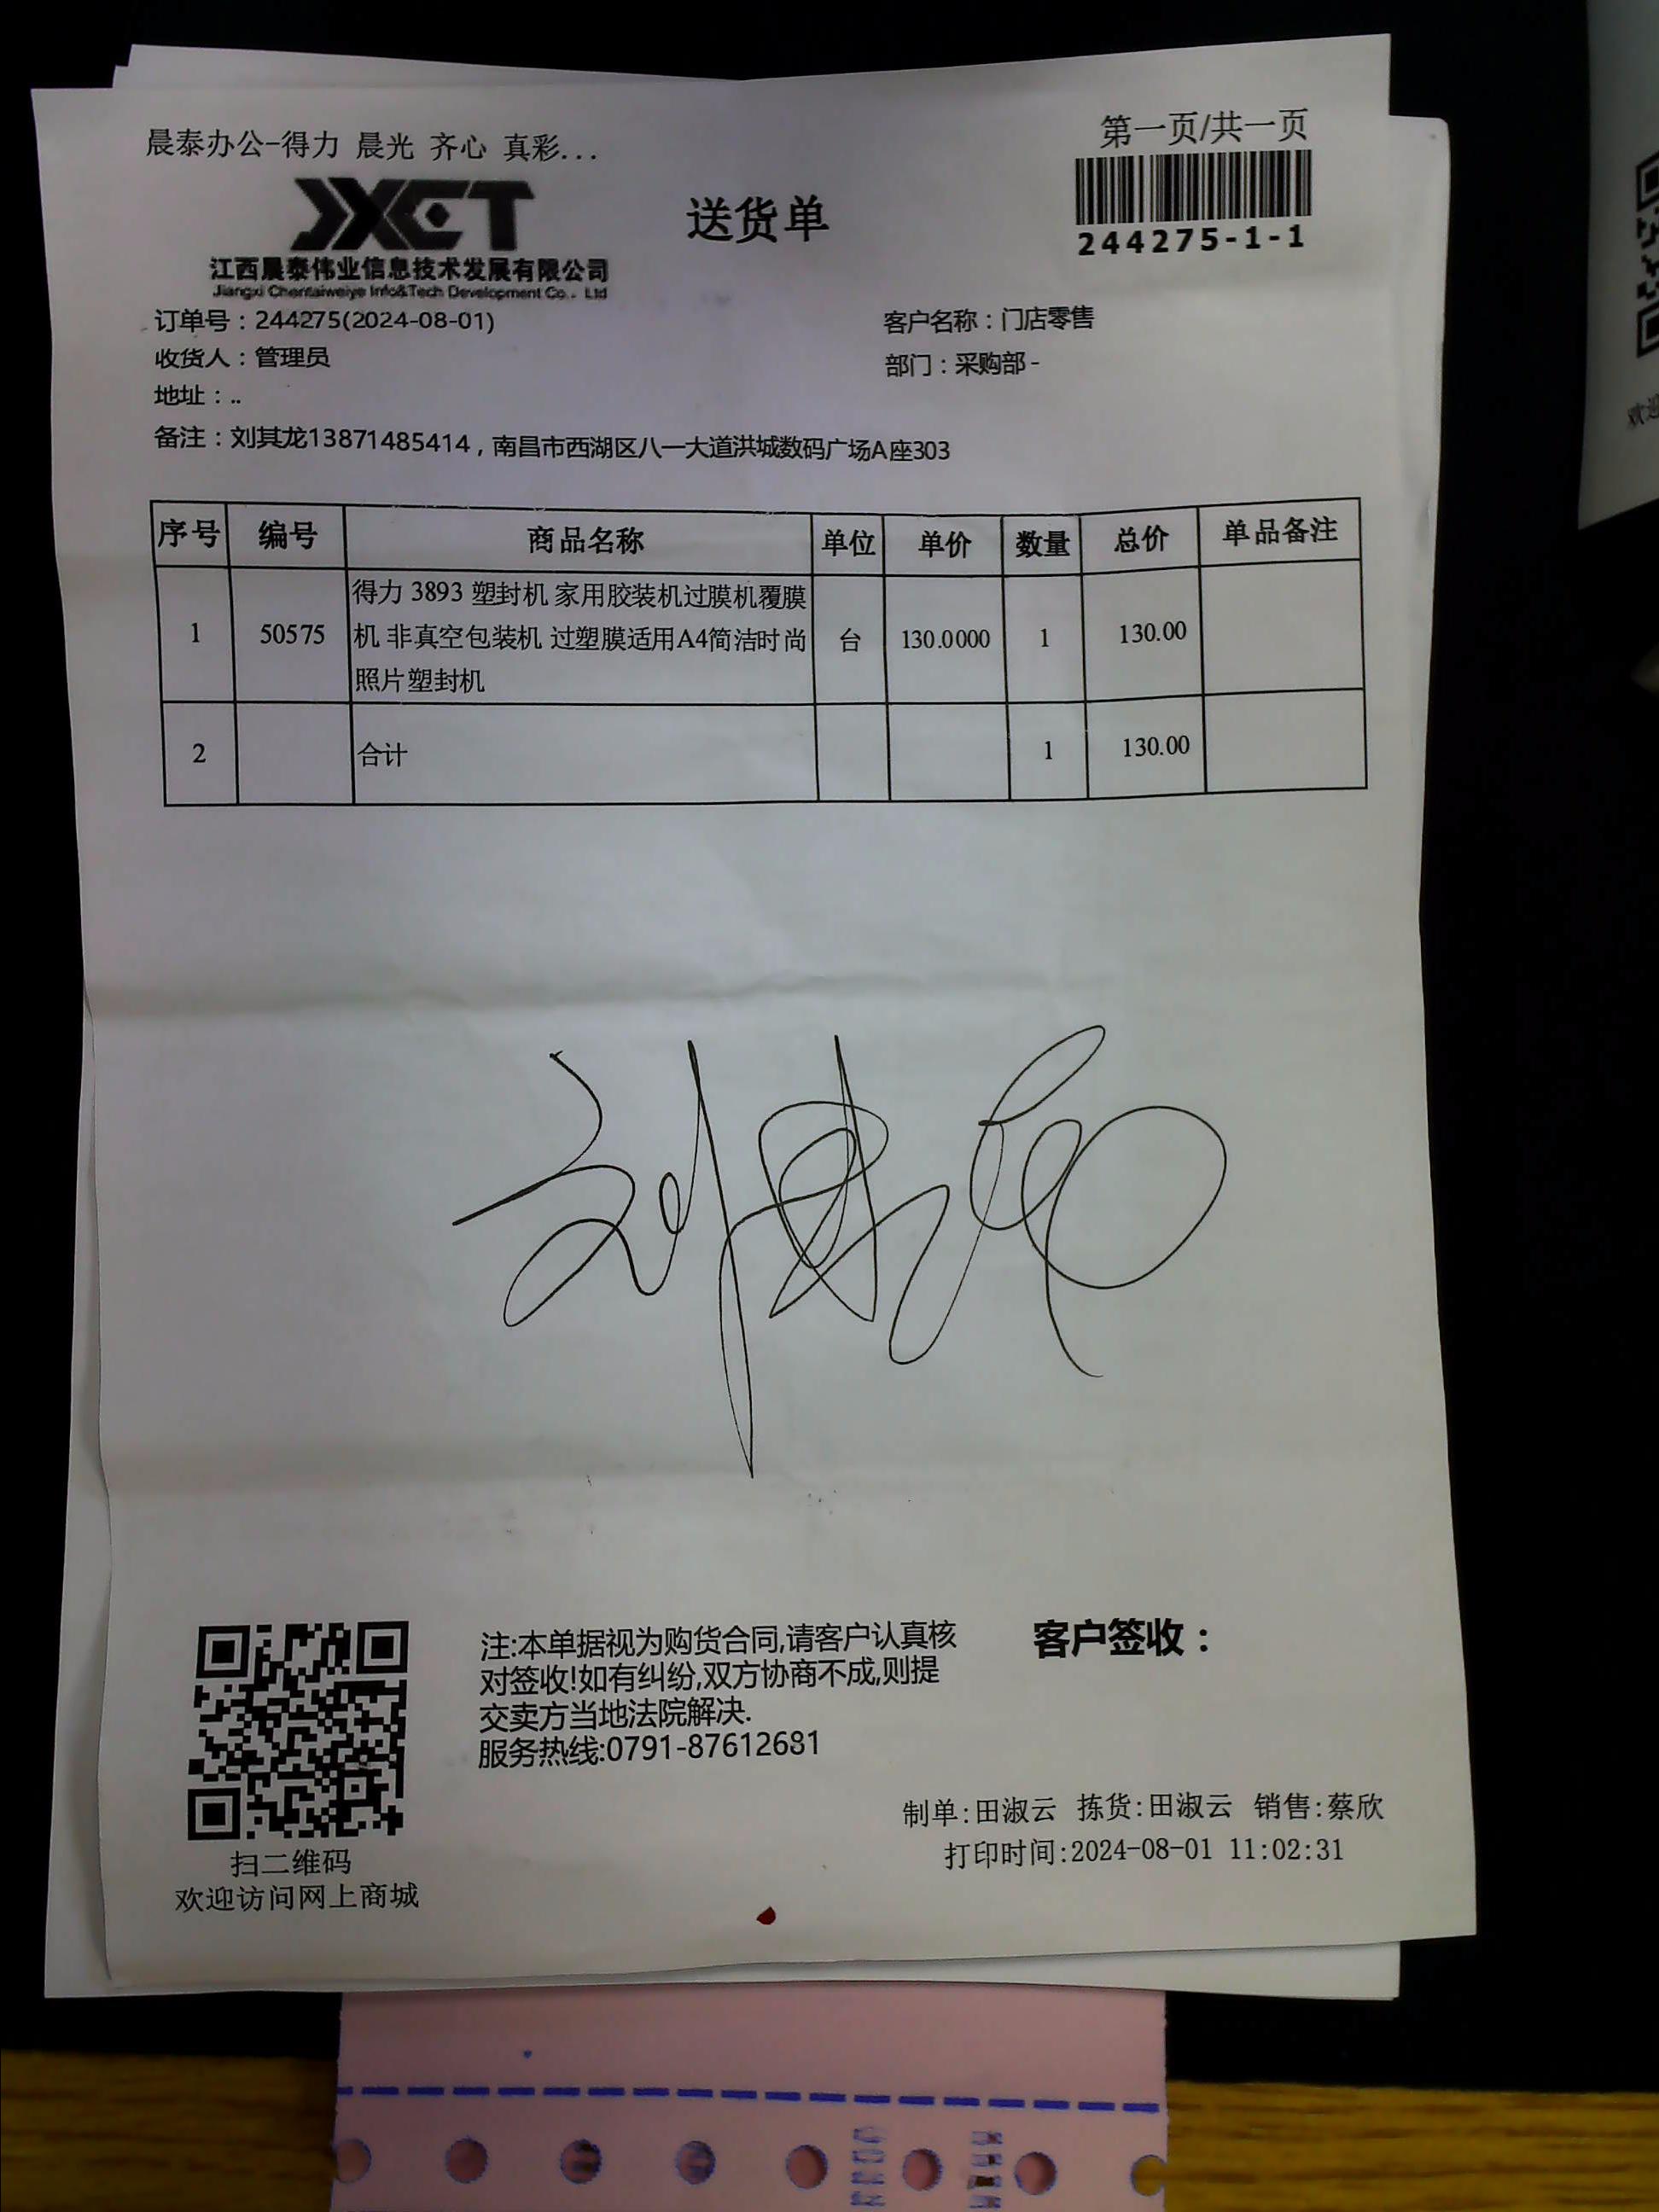 晨泰办公-得力 晨光 齐心 真彩...
第一页/共一页
JXCT
送货单
244275-1-1
江西晨泰伟业信息技术发展有限公司
Jiangxi Chentaiweiye Info&Tech Development Co., Ltd
订单号：244275(2024-08-01)
客户名称：门店零售
收货人：管理员
部门：采购部 -
地址：..
备注：刘其龙13871485414，南昌市西湖区八一大道洪城数码广场A座303
序号 编号 商品名称 单位 单价 数量 总价 单品备注
得力 3893 塑封机 家用胶装机过膜机覆膜
1 50575 机 非真空包装机 过塑膜适用A4简洁时尚 台 130.0000 1 130.00
照片塑封机
2 合计 1 130.00
注:本单据视为购货合同,请客户认真核
对签收!如有纠纷,双方协商不成,则提
交卖方当地法院解决.
服务热线:0791-87612681
客户签收：
制单:田淑云 拣货:田淑云 销售:蔡欣
打印时间:2024-08-01 11:02:31
扫二维码
欢迎访问网上商城